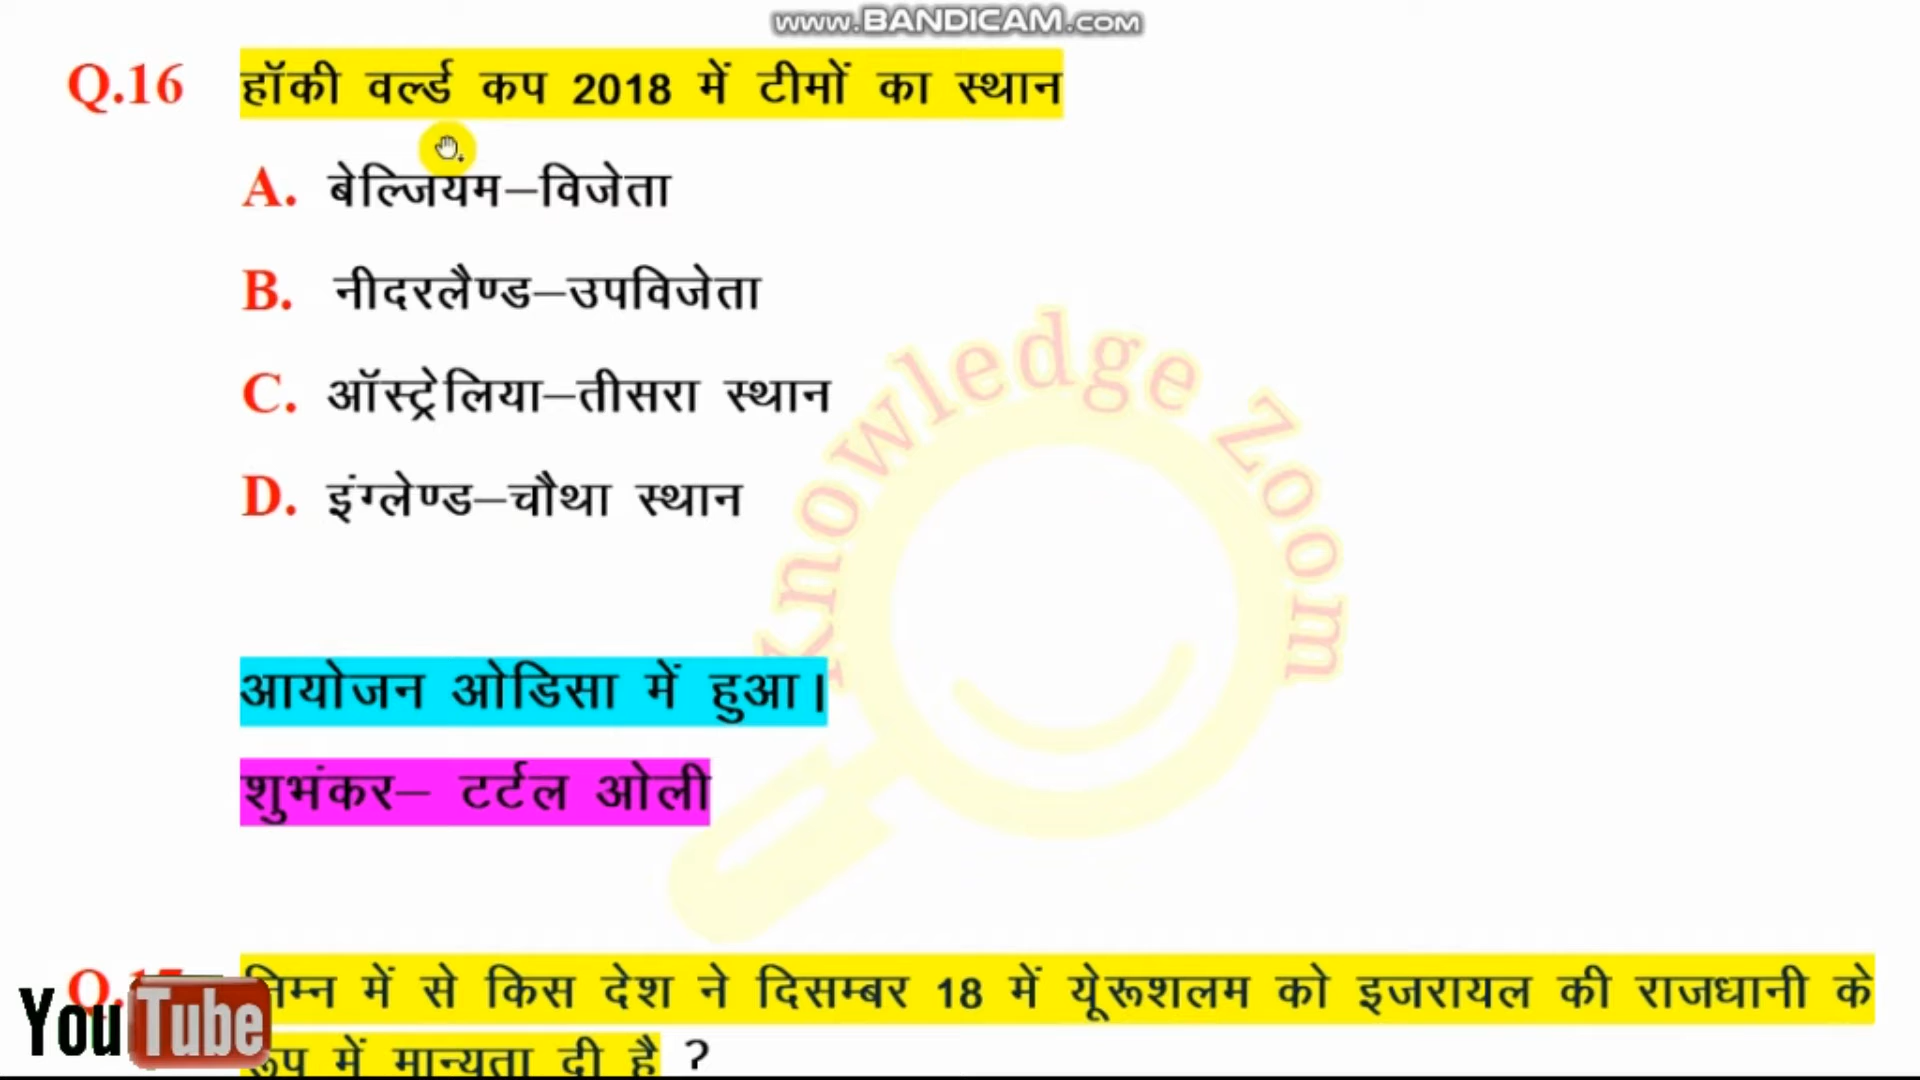 www.BANDICAM.com
Q.16 हॉकी वर्ल्ड कप 2018 में टीमों का स्थान
A. बेल्जियम–विजेता
B. नीदरलैण्ड–उपविजेता
C. ऑस्ट्रेलिया–तीसरा स्थान
D. इंग्लेण्ड–चौथा स्थान
Knowledge Zoom
आयोजन ओडिसा में हुआ।
शुभंकर– टर्टल ओली
Q.17 निम्न में से किस देश ने दिसम्बर 18 में यूेरूशलम को इजरायल की राजधानी के
रूप में मान्यता दी है ?
YouTube